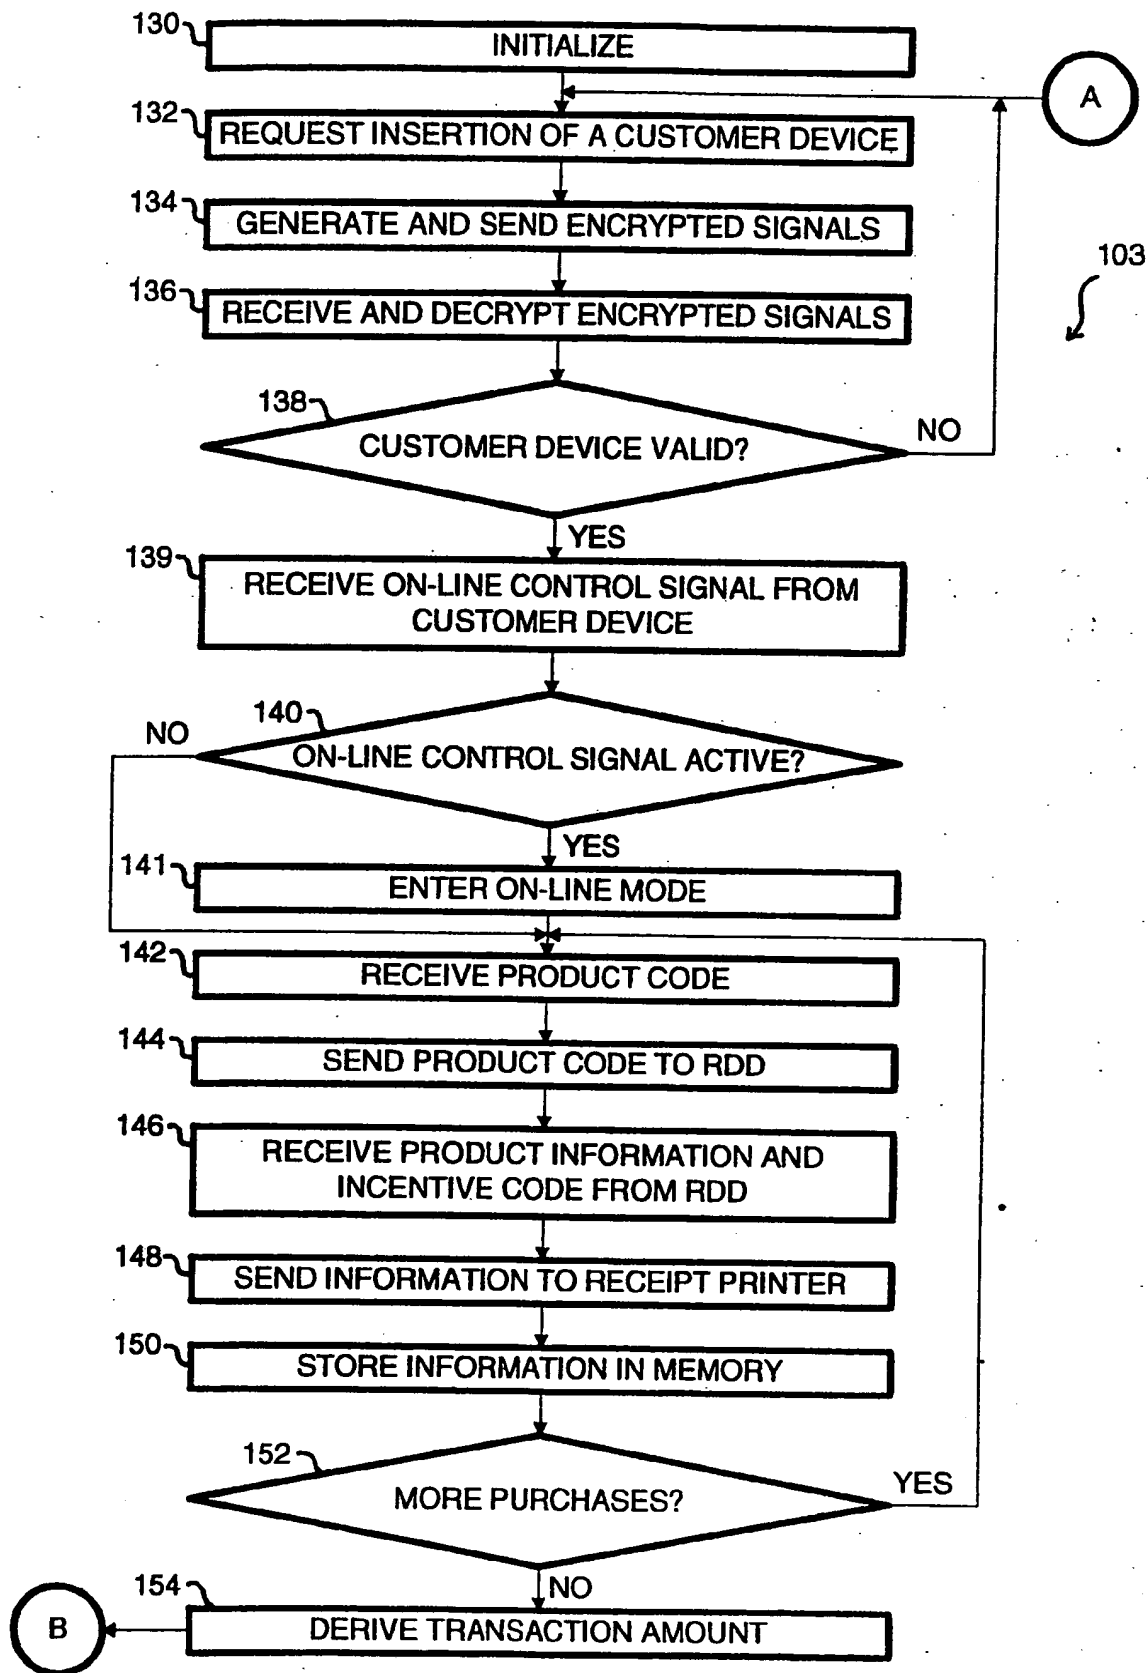 130
INITIALIZE
A
132
REQUEST INSERTION OF A CUSTOMER DEVICE
134
GENERATE AND SEND ENCRYPTED SIGNALS
103
136
RECEIVE AND DECRYPT ENCRYPTED SIGNALS
138
CUSTOMER DEVICE VALID?
NO
YES
139
RECEIVE ON-LINE CONTROL SIGNAL FROM
CUSTOMER DEVICE
140
NO
ON-LINE CONTROL SIGNAL ACTIVE?
YES
141
ENTER ON-LINE MODE
142
RECEIVE PRODUCT CODE
144
SEND PRODUCT CODE TO RDD
146
RECEIVE PRODUCT INFORMATION AND
INCENTIVE CODE FROM RDD
148
SEND INFORMATION TO RECEIPT PRINTER
150
STORE INFORMATION IN MEMORY
152
MORE PURCHASES?
YES
NO
154
DERIVE TRANSACTION AMOUNT
B